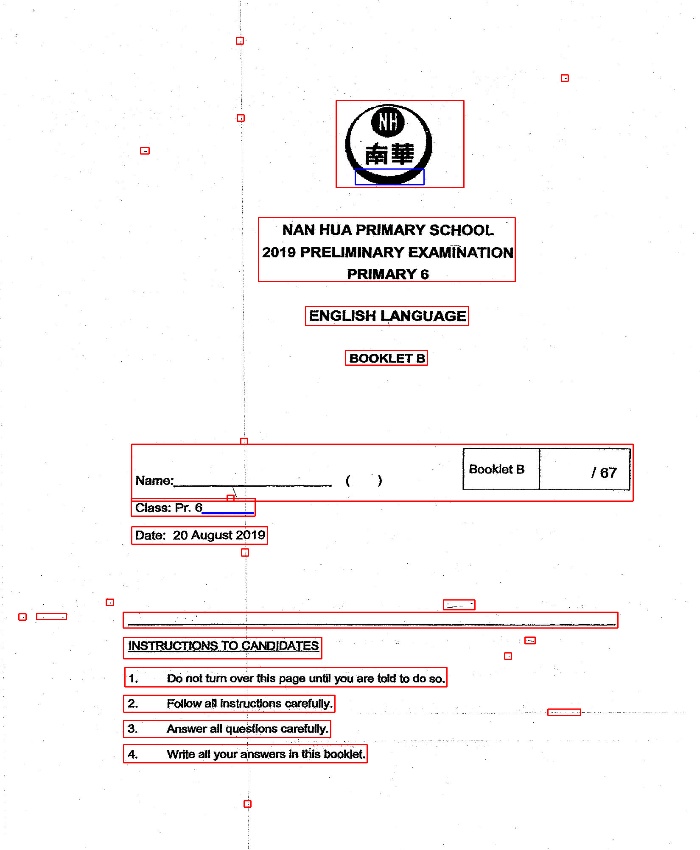 NH
南華
NAN HUA PRIMARY SCHOOL
2019 PRELIMINARY EXAMINATION
PRIMARY 6
ENGLISH LANGUAGE
BOOKLET B
Booklet B / 67
Name: ( )
Class: Pr. 6
Date: 20 August 2019
INSTRUCTIONS TO CANDIDATES
1. Do not turn over this page until you are told to do so.
2. Follow all instructions carefully.
3. Answer all questions carefully.
4. Write all your answers in this booklet.